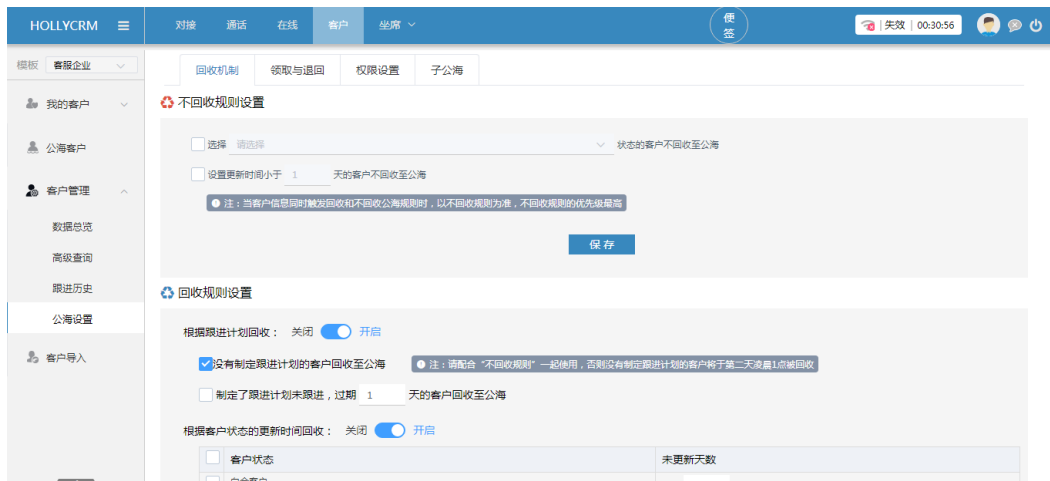 HOLLYCRM 对接 通话 在线 客户 坐席 便签 失效 00:30:56
模板 客服企业
我的客户
公海客户
客户管理
数据总览
高级查询
跟进历史
公海设置
客户导入
回收机制 领取与退回 权限设置 子公海
不回收规则设置
选择 请选择 状态的客户不回收至公海
设置更新时间小于 1 天的客户不回收至公海
注：当客户信息同时触发回收和不回收公海规则时，以不回收规则为准，不回收规则的优先级最高
保存
回收规则设置
根据跟进计划回收： 关闭 开启
没有制定跟进计划的客户回收至公海 注：请配合“不回收规则”一起使用，否则没有制定跟进计划的客户将于第二天凌晨1点被回收
制定了跟进计划未跟进，过期 1 天的客户回收至公海
根据客户状态的更新时间回收： 关闭 开启
客户状态 未更新天数